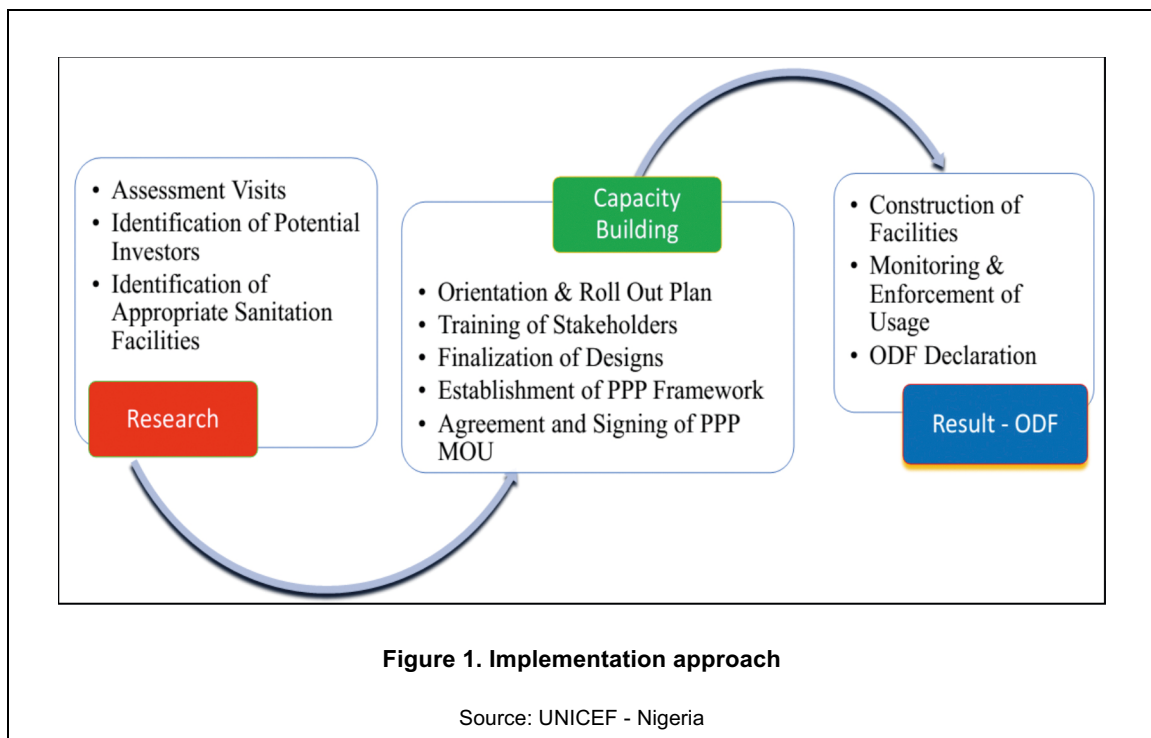 • Assessment Visits
• Identification of Potential
Investors
• Identification of
Appropriate Sanitation
Facilities
Research
Capacity
Building
• Orientation & Roll Out Plan
• Training of Stakeholders
• Finalization of Designs
• Establishment of PPP Framework
• Agreement and Signing of PPP
MOU
• Construction of
Facilities
• Monitoring &
Enforcement of
Usage
• ODF Declaration
Result - ODF
Figure 1. Implementation approach
Source: UNICEF - Nigeria